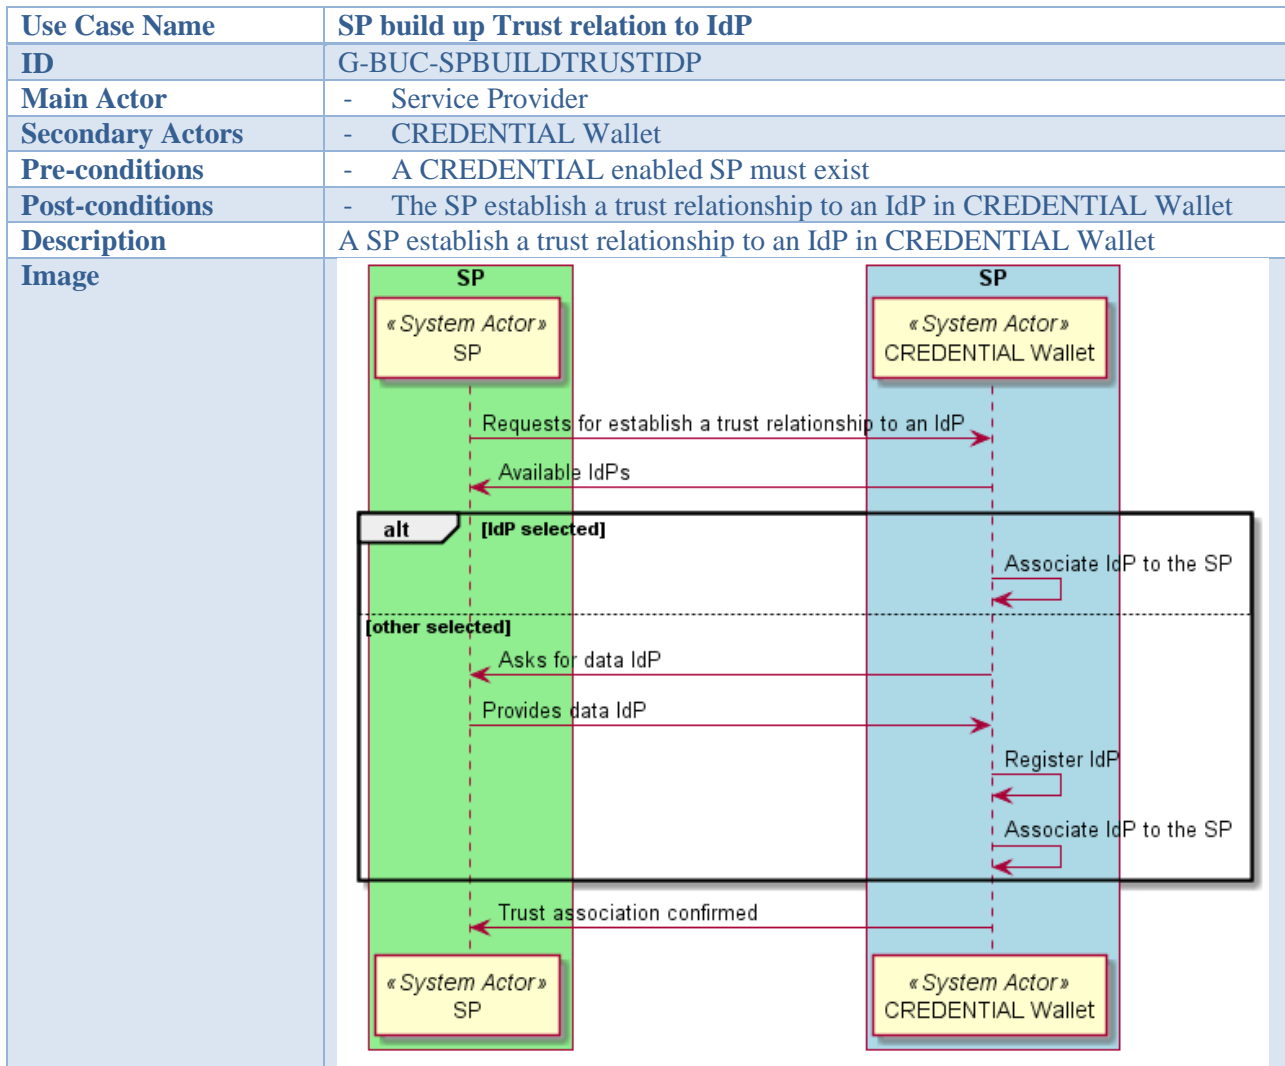 Use Case Name SP build up Trust relation to IdP
ID G-BUC-SPBUILDTRUSTIDP
Main Actor - Service Provider
Secondary Actors - CREDENTIAL Wallet
Pre-conditions - A CREDENTIAL enabled SP must exist
Post-conditions - The SP establish a trust relationship to an IdP in CREDENTIAL Wallet
Description A SP establish a trust relationship to an IdP in CREDENTIAL Wallet
Image
SP SP
«System Actor» «System Actor»
SP CREDENTIAL Wallet
Requests for establish a trust relationship to an IdP
Available IdPs
alt [IdP selected]
Associate IdP to the SP
[other selected]
Asks for data IdP
Provides data IdP
Register IdP
Associate IdP to the SP
Trust association confirmed
«System Actor» «System Actor»
SP CREDENTIAL Wallet